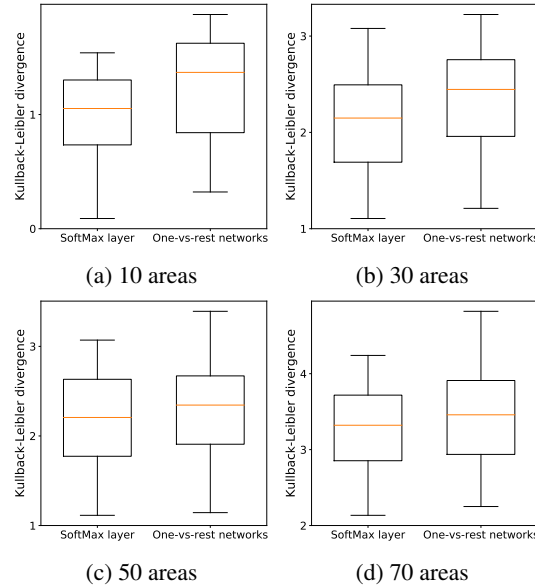 Kullback-Leibler divergence
1
0
SoftMax layer One-vs-rest networks
(a) 10 areas
Kullback-Leibler divergence
3
2
1
SoftMax layer One-vs-rest networks
(b) 30 areas
Kullback-Leibler divergence
3
2
1
SoftMax layer One-vs-rest networks
(c) 50 areas
Kullback-Leibler divergence
4
3
2
SoftMax layer One-vs-rest networks
(d) 70 areas